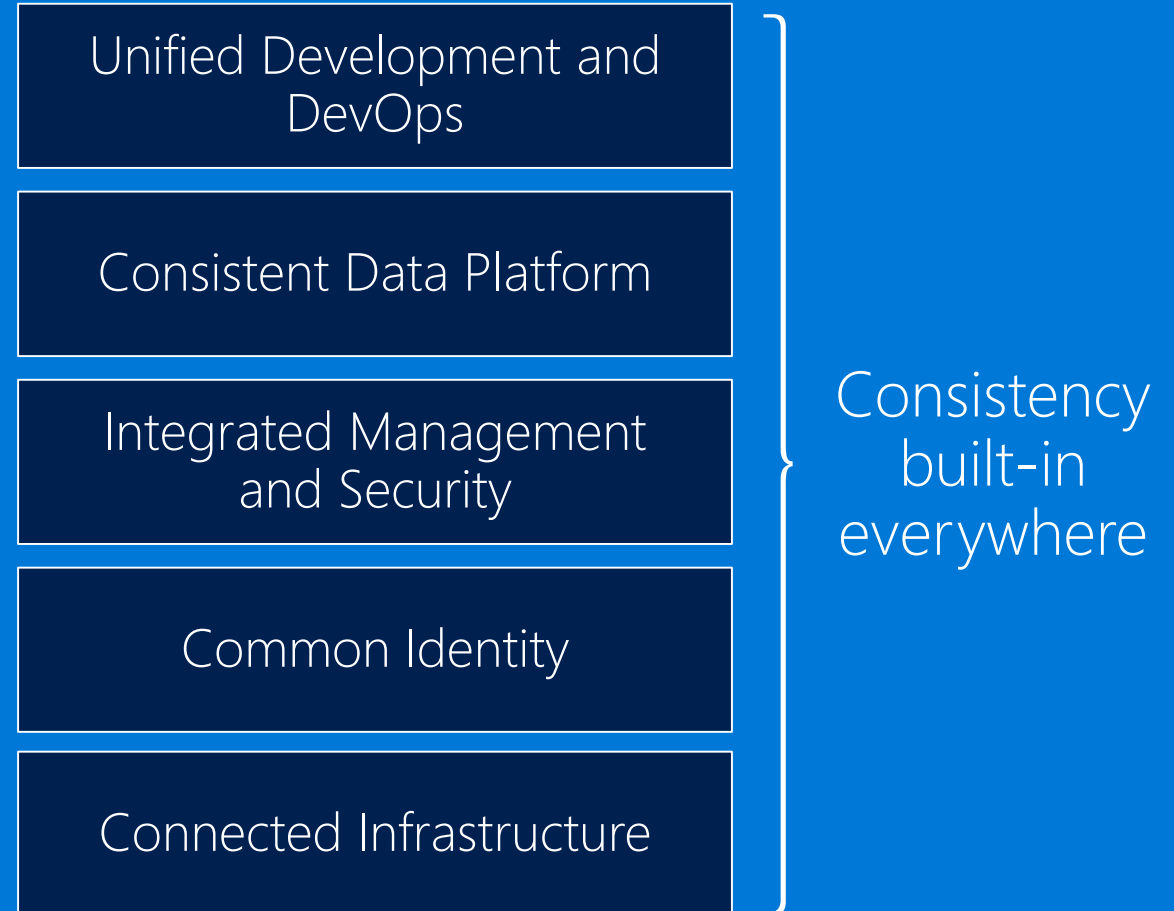 Unified Development and
DevOps
Consistent Data Platform
Integrated Management
and Security
Common Identity
Connected Infrastructure
Consistency
built-in
everywhere